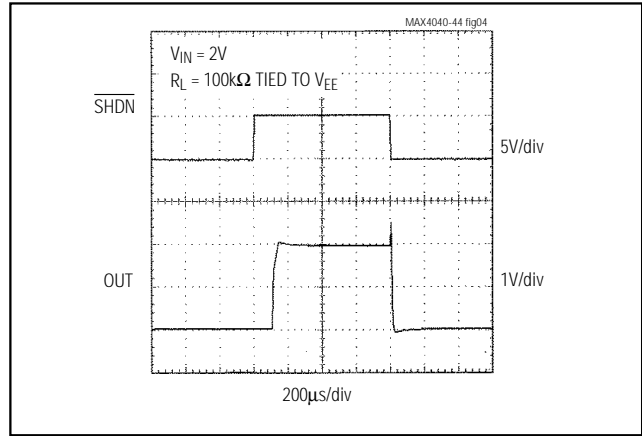 MAX4040-44 fig04
V_IN = 2V
R_L = 100kΩ TIED TO V_EE
SHDN
5V/div
OUT
1V/div
200μs/div